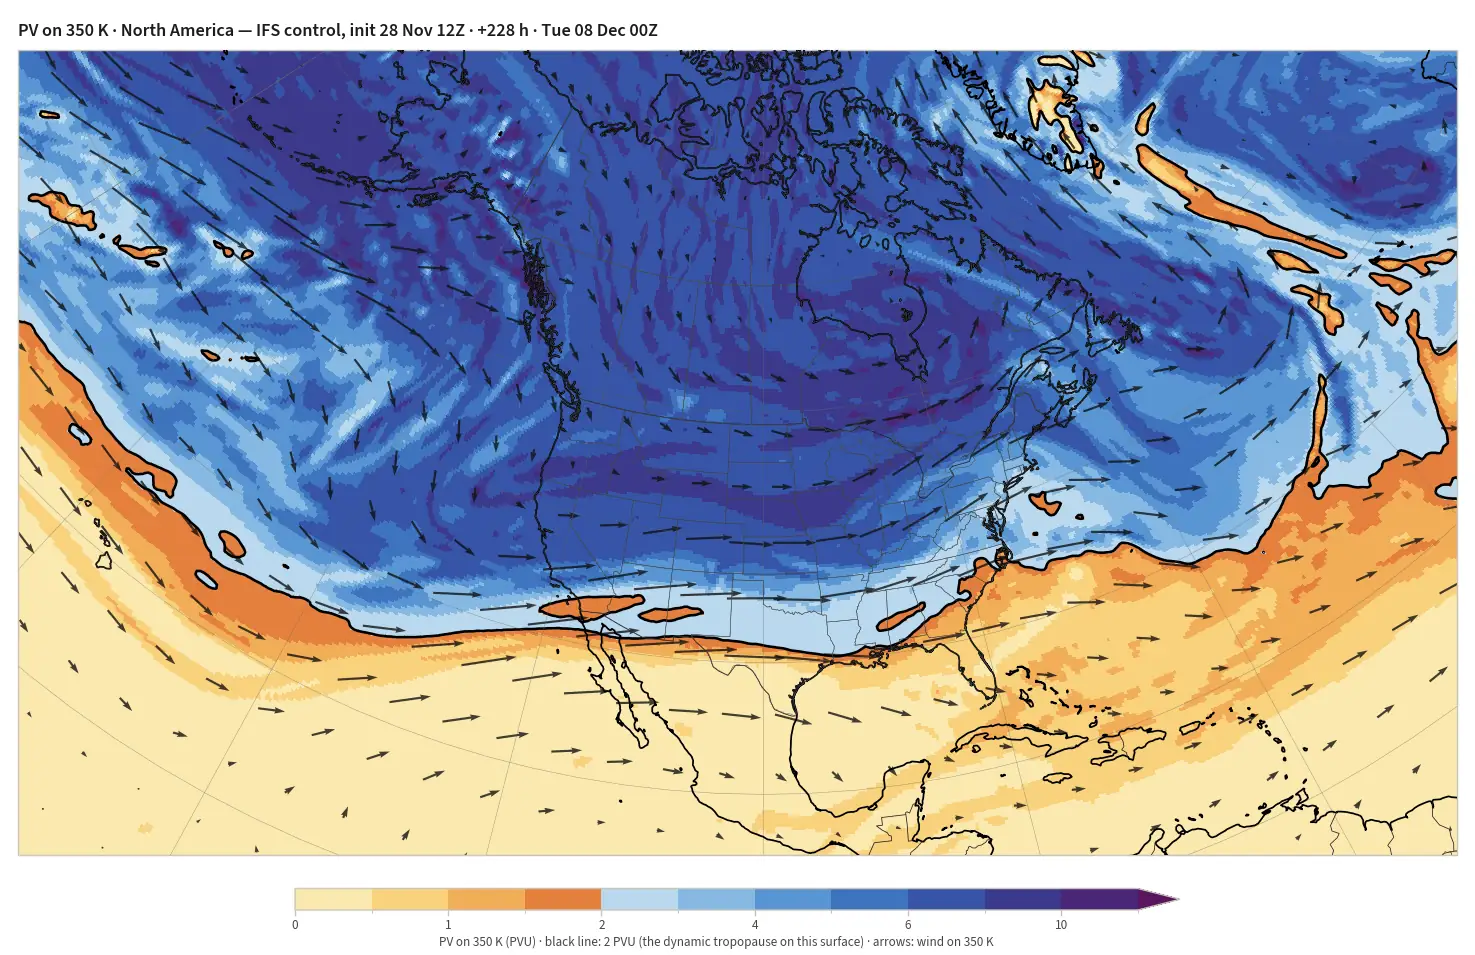 PV on 350 K · North America — IFS control, init 28 Nov 12Z · +228 h · Tue 08 Dec 00Z
0 1 2 4 6 10
PV on 350 K (PVU) · black line: 2 PVU (the dynamic tropopause on this surface) · arrows: wind on 350 K